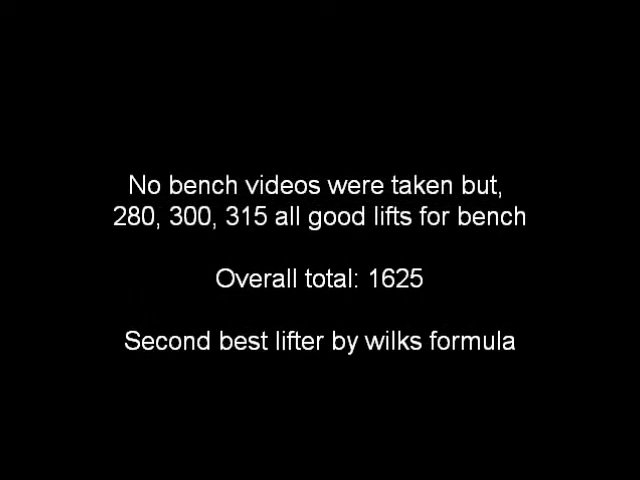 No bench videos were taken but,
280, 300, 315 all good lifts for bench
Overall total: 1625
Second best lifter by wilks formula